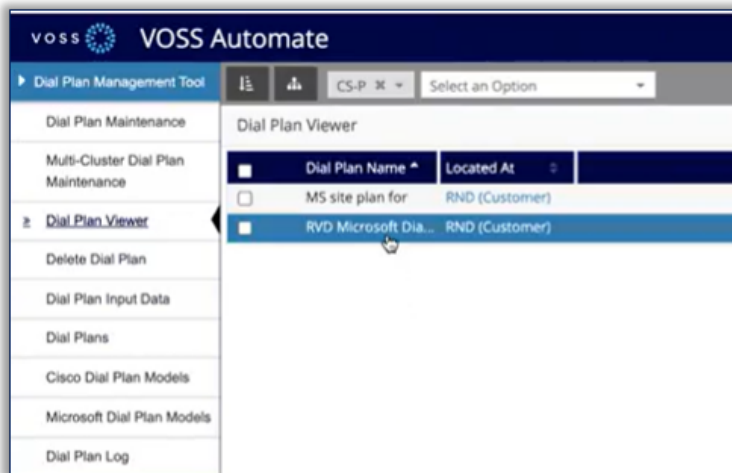 VOSS VOSS Automate
Dial Plan Management Tool
CS-P Select an Option
Dial Plan Maintenance
Dial Plan Viewer
Multi-Cluster Dial Plan
Maintenance
Dial Plan Name Located At
MS site plan for RND (Customer)
Dial Plan Viewer
RVD Microsoft Dia... RND (Customer)
Delete Dial Plan
Dial Plan Input Data
Dial Plans
Cisco Dial Plan Models
Microsoft Dial Plan Models
Dial Plan Log